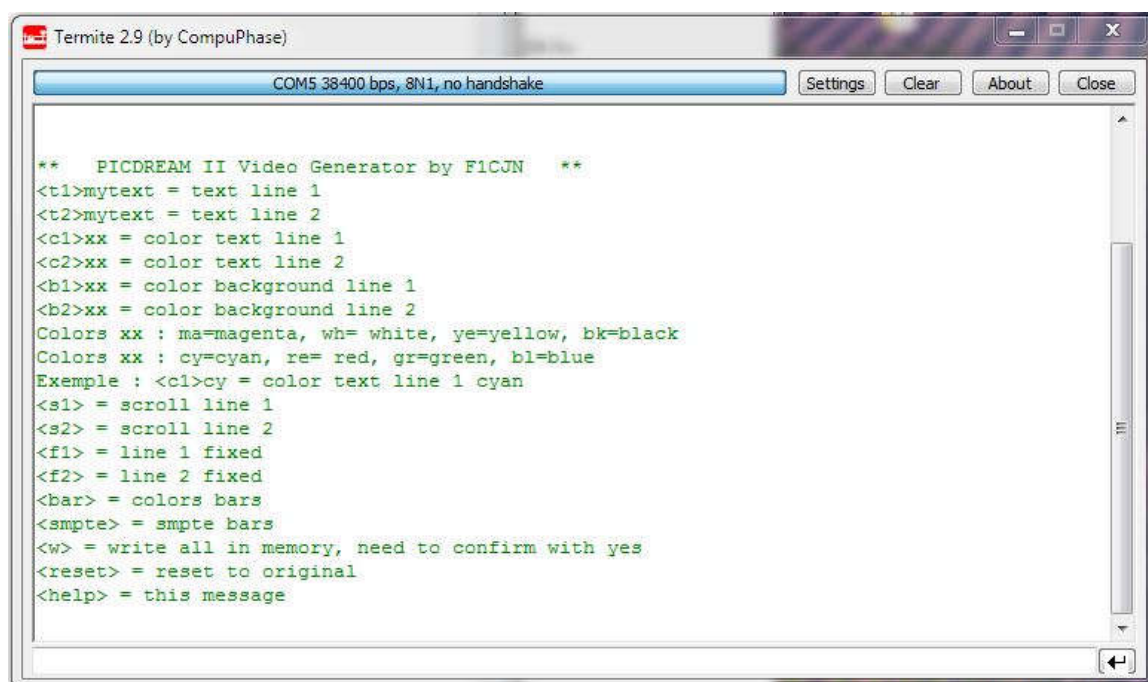 Termite 2.9 (by CompuPhase)
COM5 38400 bps, 8N1, no handshake
Settings
Clear
About
Close
** PICDREAM II Video Generator by F1CJN **
<t1>mytext = text line 1
<t2>mytext = text line 2
<c1>xx = color text line 1
<c2>xx = color text line 2
<b1>xx = color background line 1
<b2>xx = color background line 2
Colors xx : ma=magenta, wh= white, ye=yellow, bk=black
Colors xx : cy=cyan, re= red, gr=green, bl=blue
Exemple : <c1>cy = color text line 1 cyan
<s1> = scroll line 1
<s2> = scroll line 2
<f1> = line 1 fixed
<f2> = line 2 fixed
<bar> = colors bars
<smpte> = smpte bars
<w> = write all in memory, need to confirm with yes
<reset> = reset to original
<help> = this message